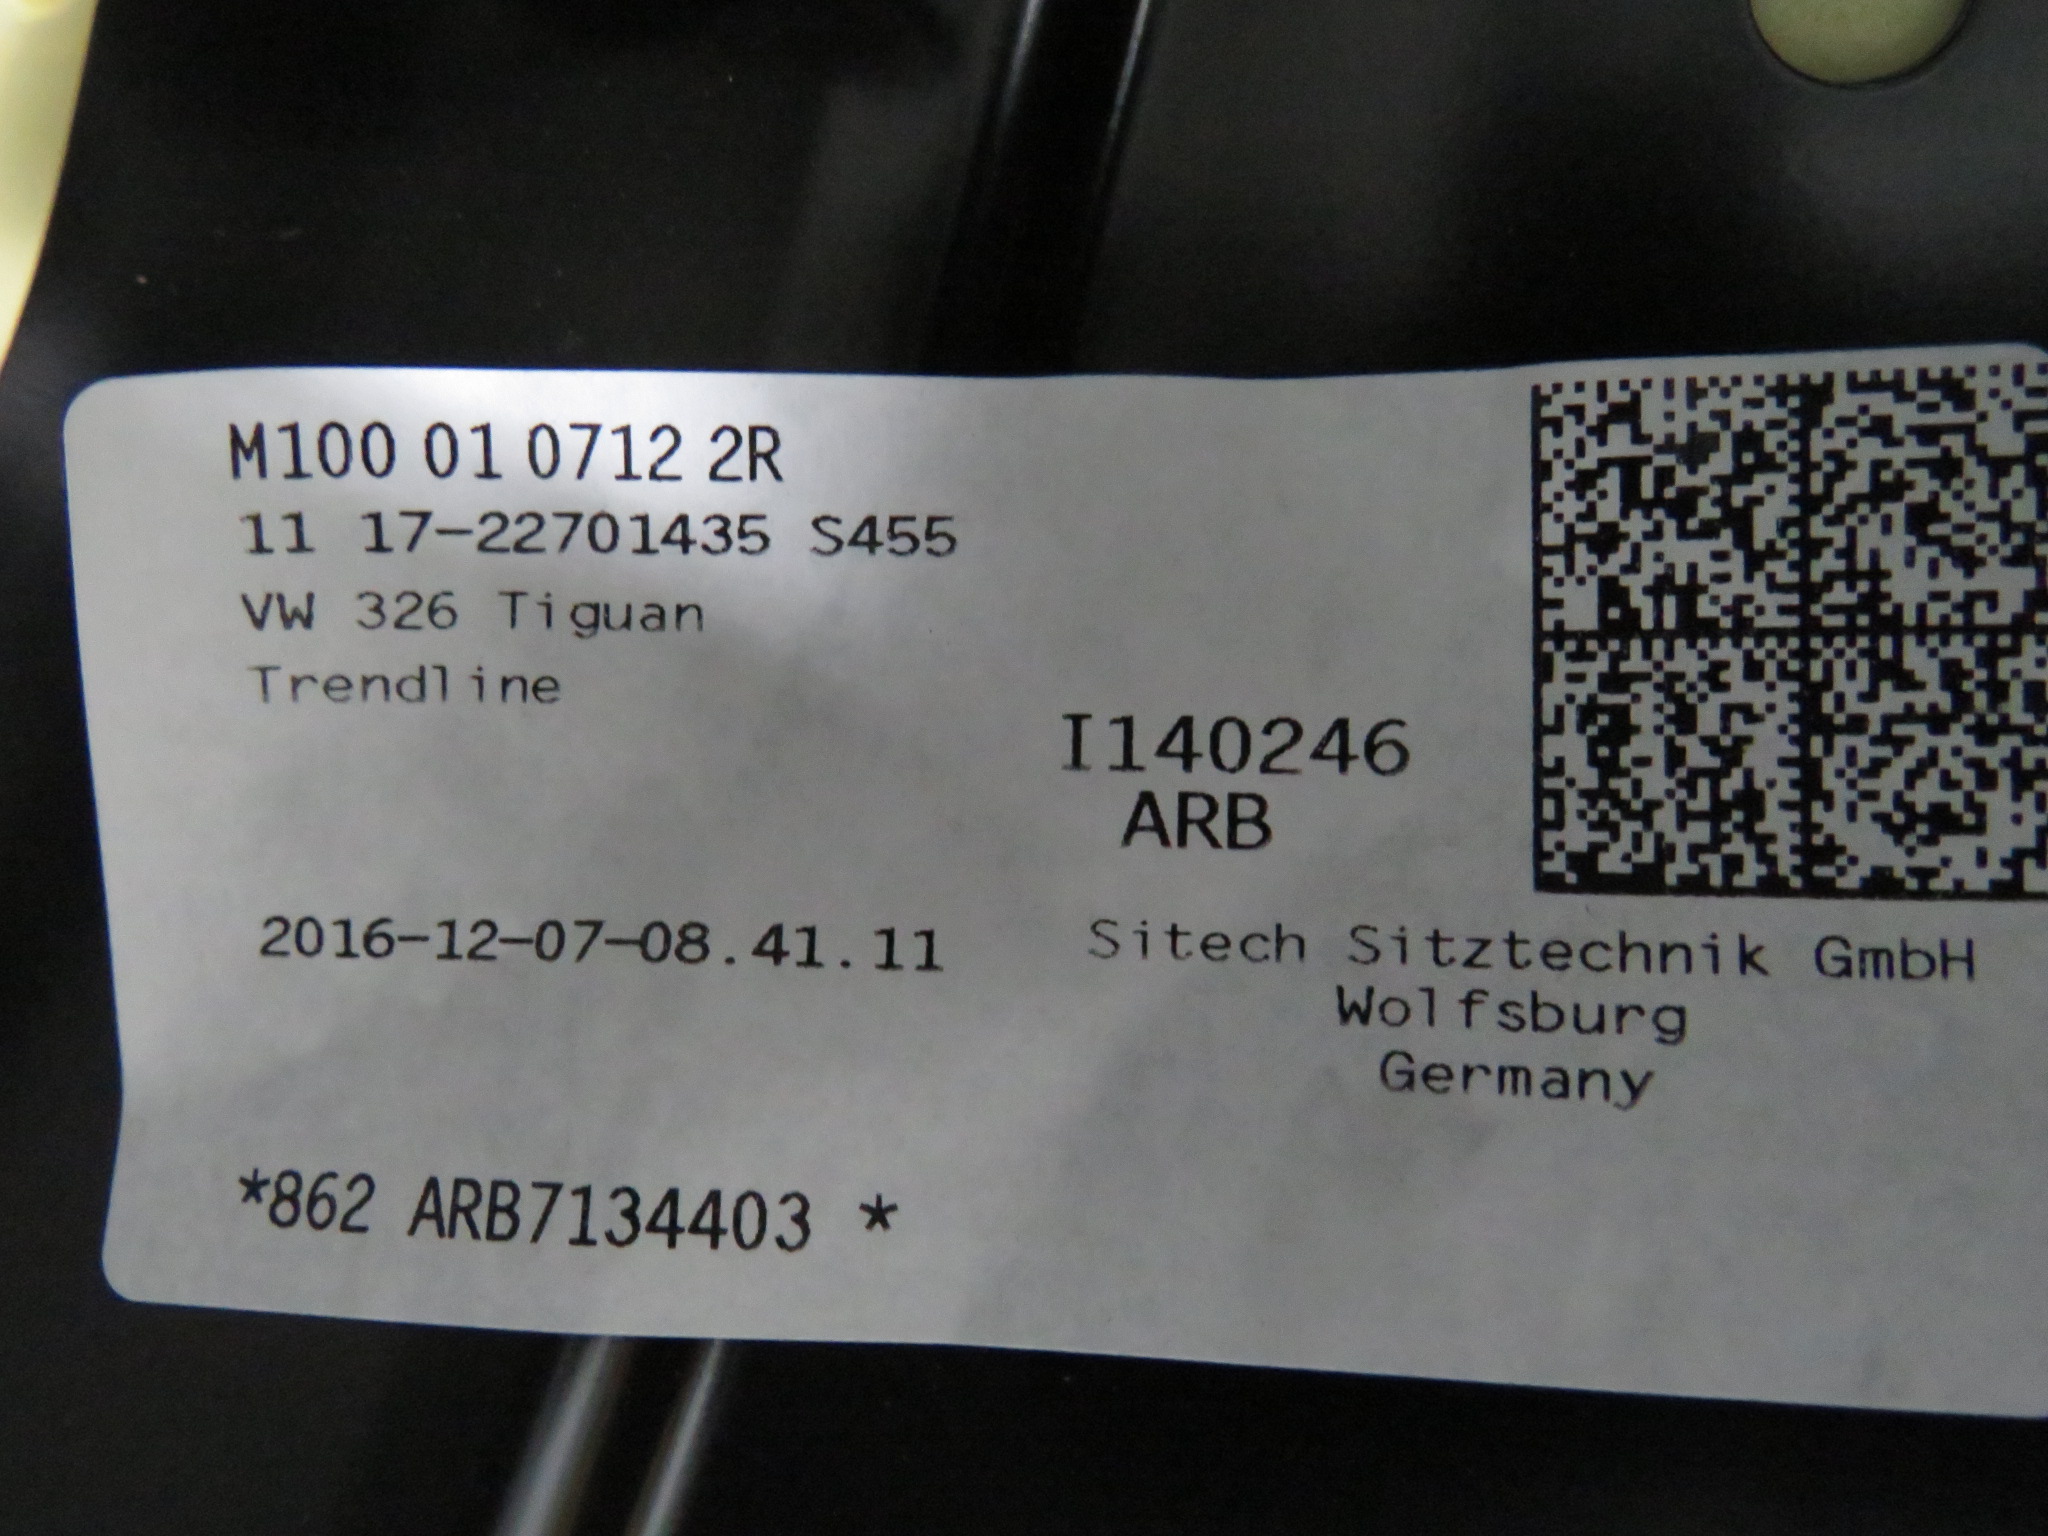 M100 01 0712 2R
11 17-22701435 S455
VW 326 Tiguan
Trendline
I140246
ARB
2016-12-07-08.41.11
Sitech Sitztechnik GmbH
Wolfsburg
Germany
*862 ARB7134403 *